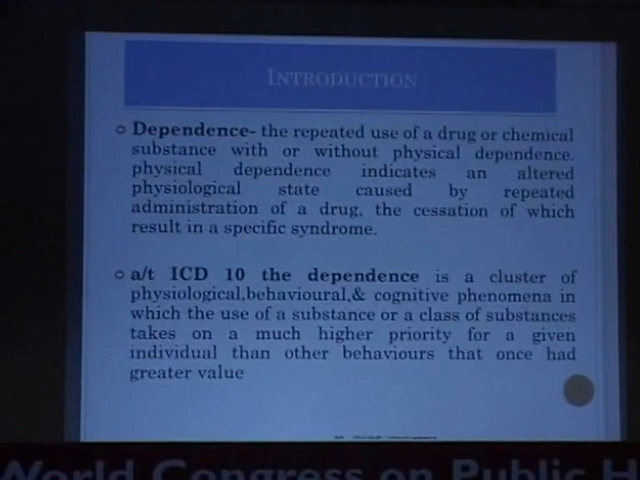 INTRODUCTION
Dependence- the repeated use of a drug or chemical
substance with or without physical dependence.
physical dependence indicates an altered
physiological state caused by repeated
administration of a drug, the cessation of which
result in a specific syndrome.
a/t ICD 10 the dependence is a cluster of
physiological,behavioural,& cognitive phenomena in
which the use of a substance or a class of substances
takes on a much higher priority for a given
individual than other behaviours that once had
greater value
World Congress on Public H